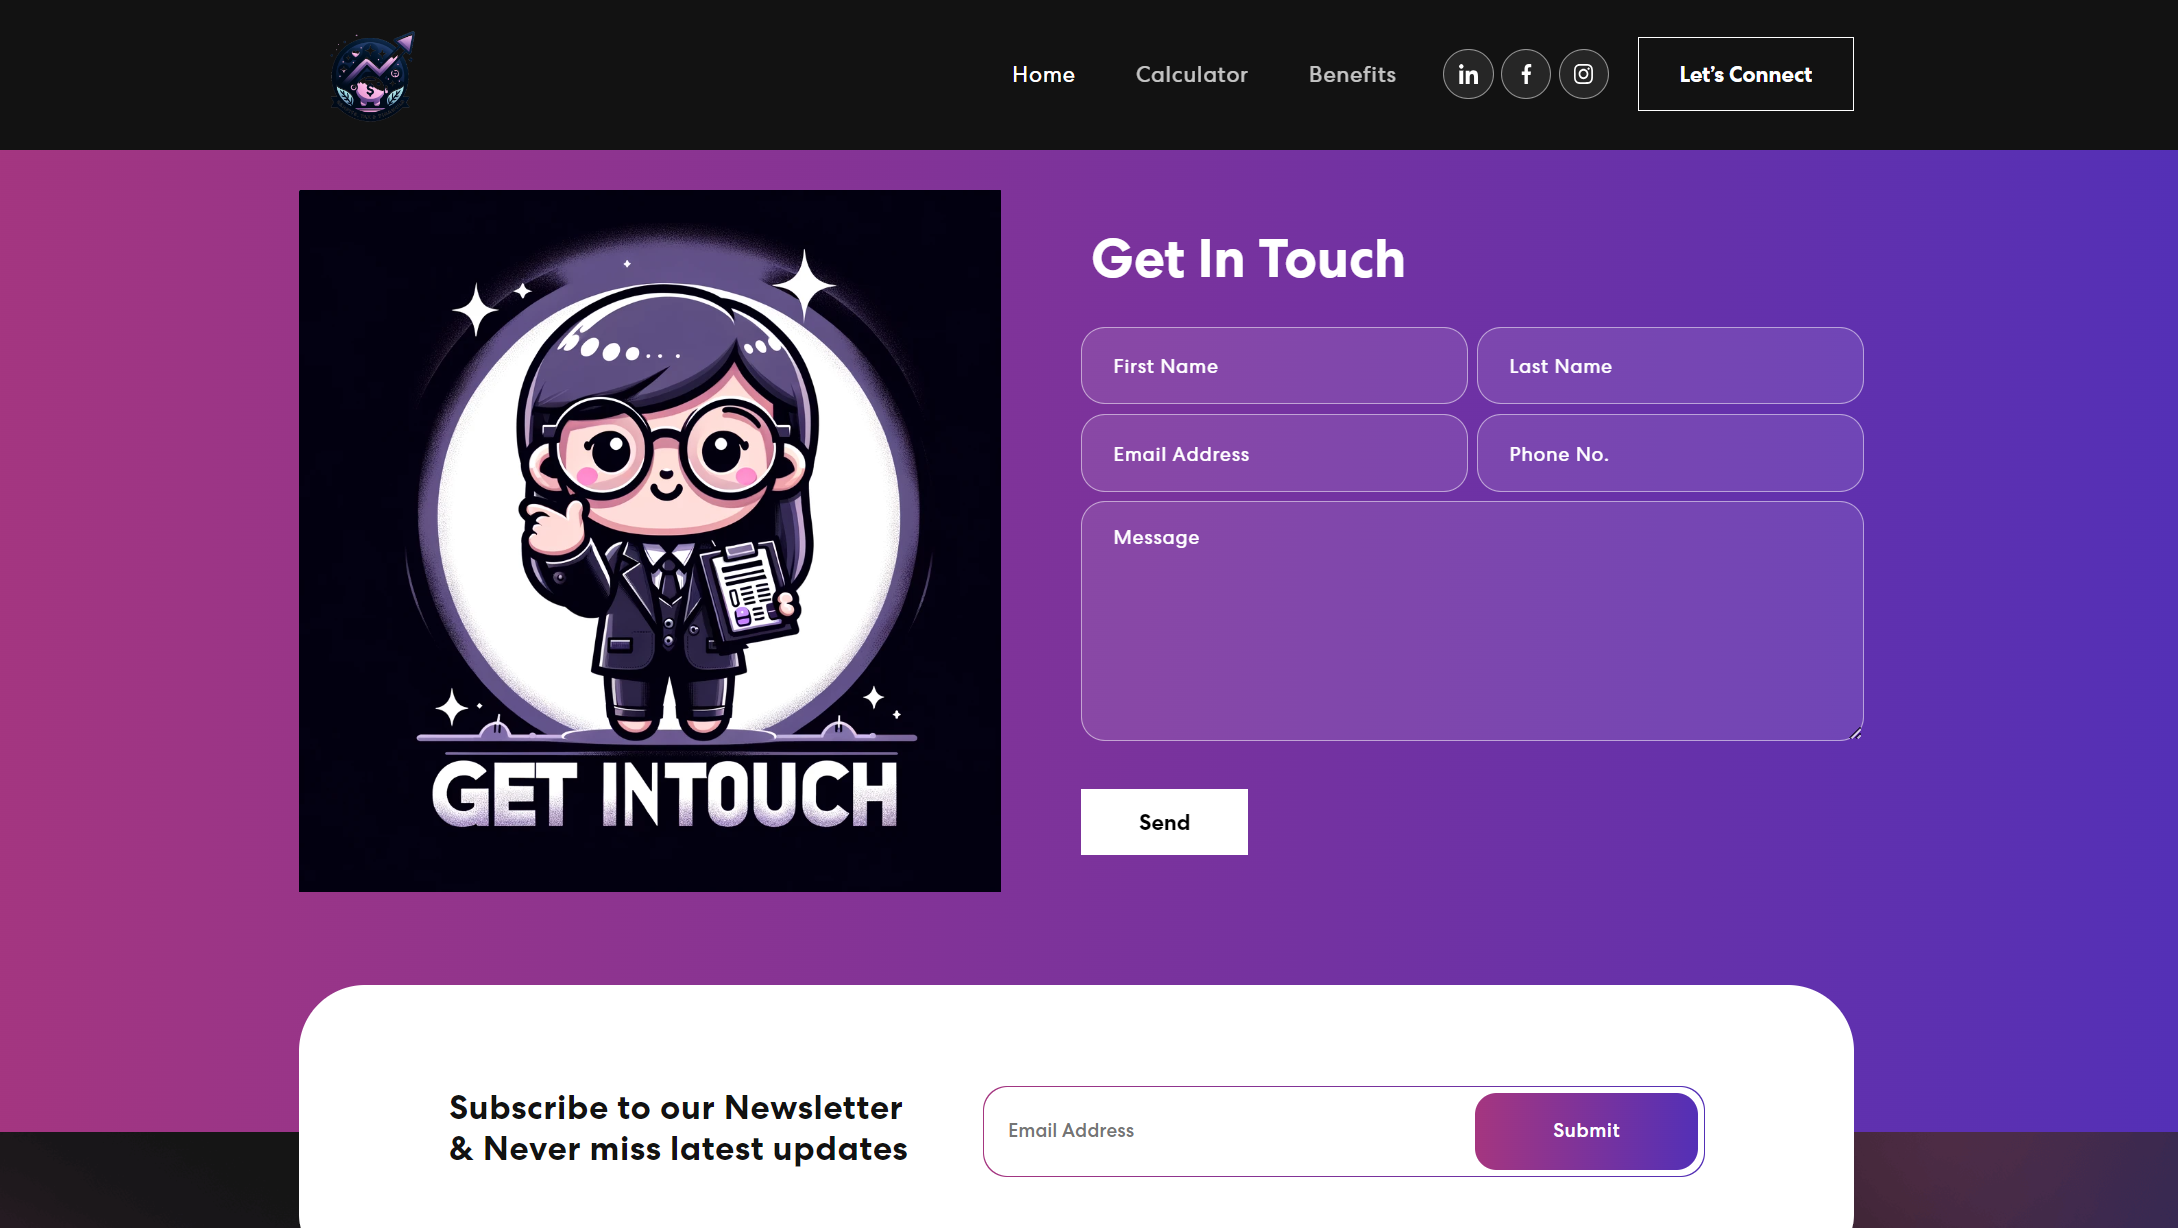 Home
Calculator
Benefits
in
f
Let's Connect
GET INTOUCH
Get In Touch
First Name
Last Name
Email Address
Phone No.
Message
Send
Subscribe to our Newsletter
& Never miss latest updates
Email Address
Submit